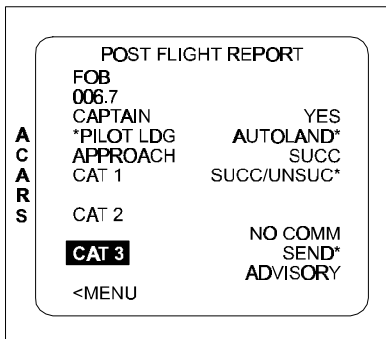 POST FLIGHT REPORT
FOB
006.7
CAPTAIN YES
*PILOT LDG AUTOLAND*
APPROACH SUCC
CAT 1 SUCC/UNSUC*
CAT 2
NO COMM
CAT 3 SEND*
ADVISORY
<MENU
ACARS